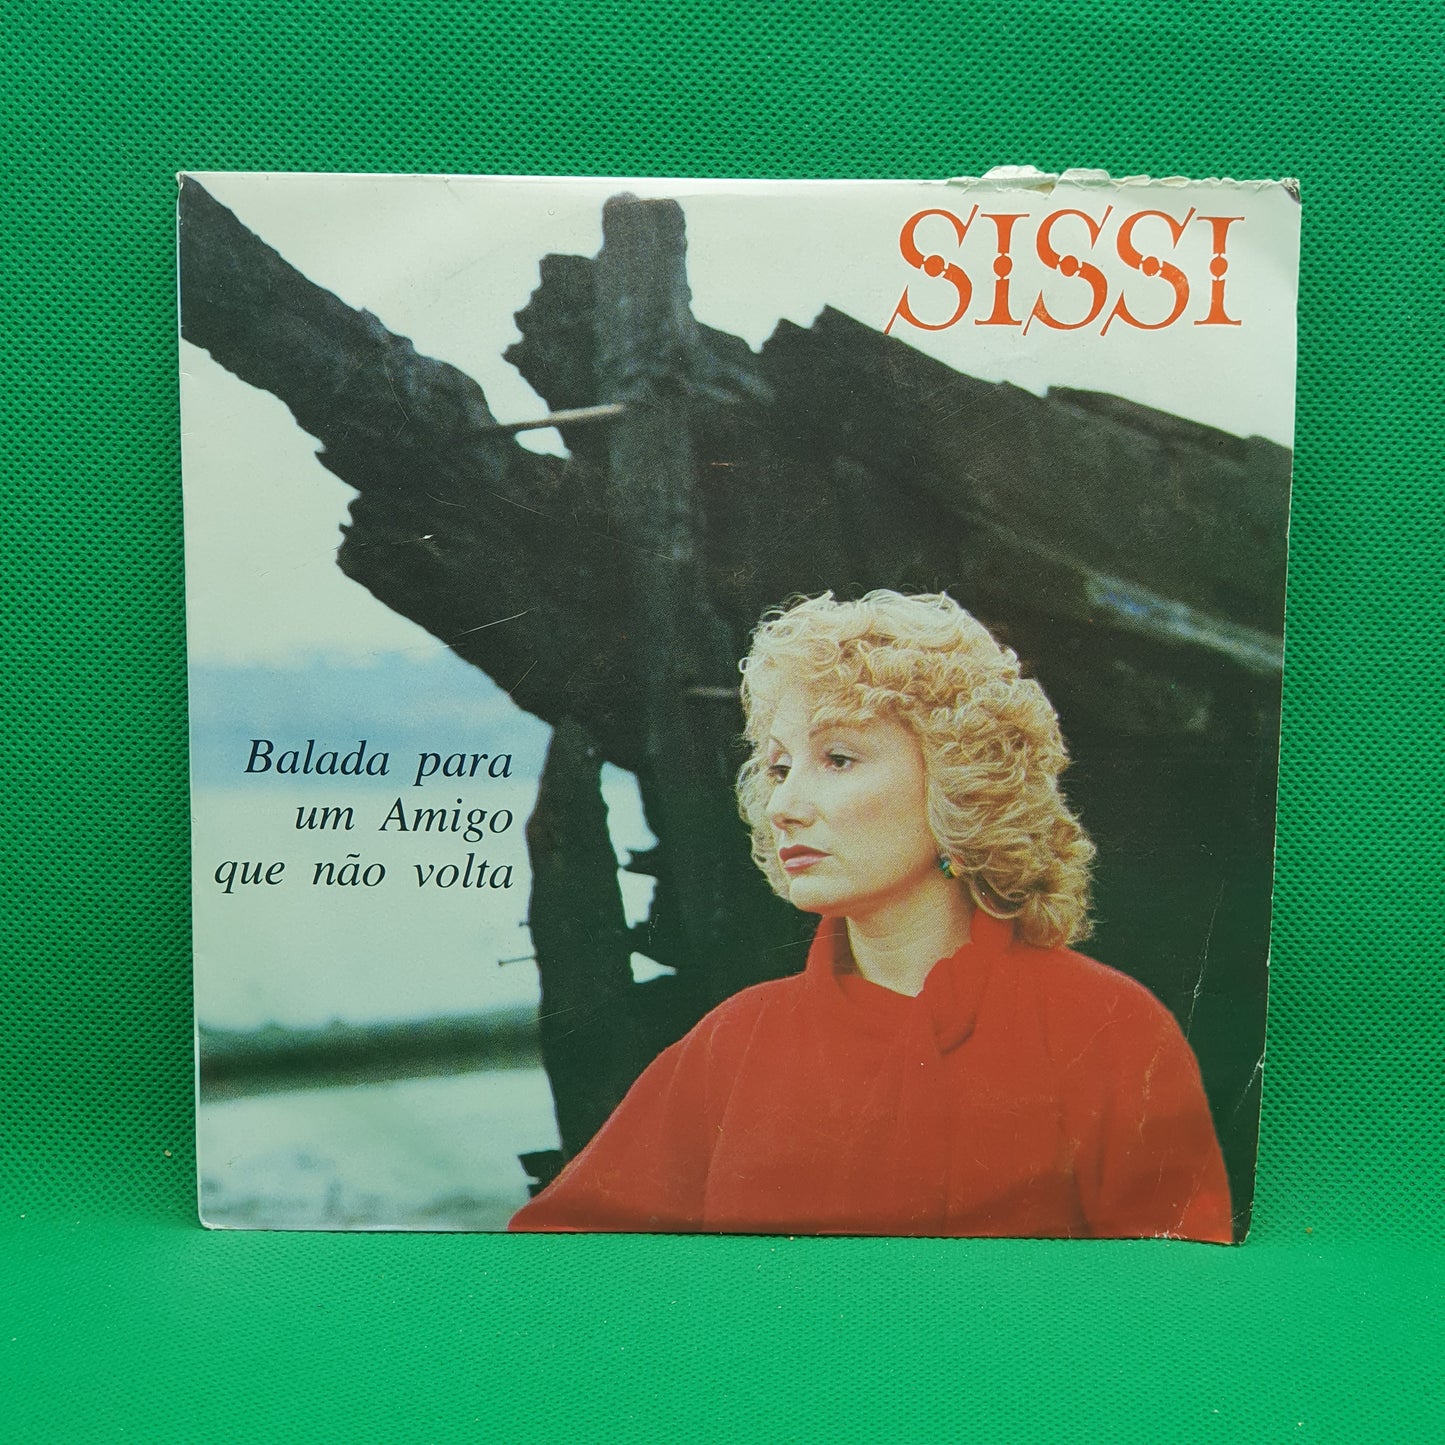 SISSI
Balada para
um Amigo
que não volta